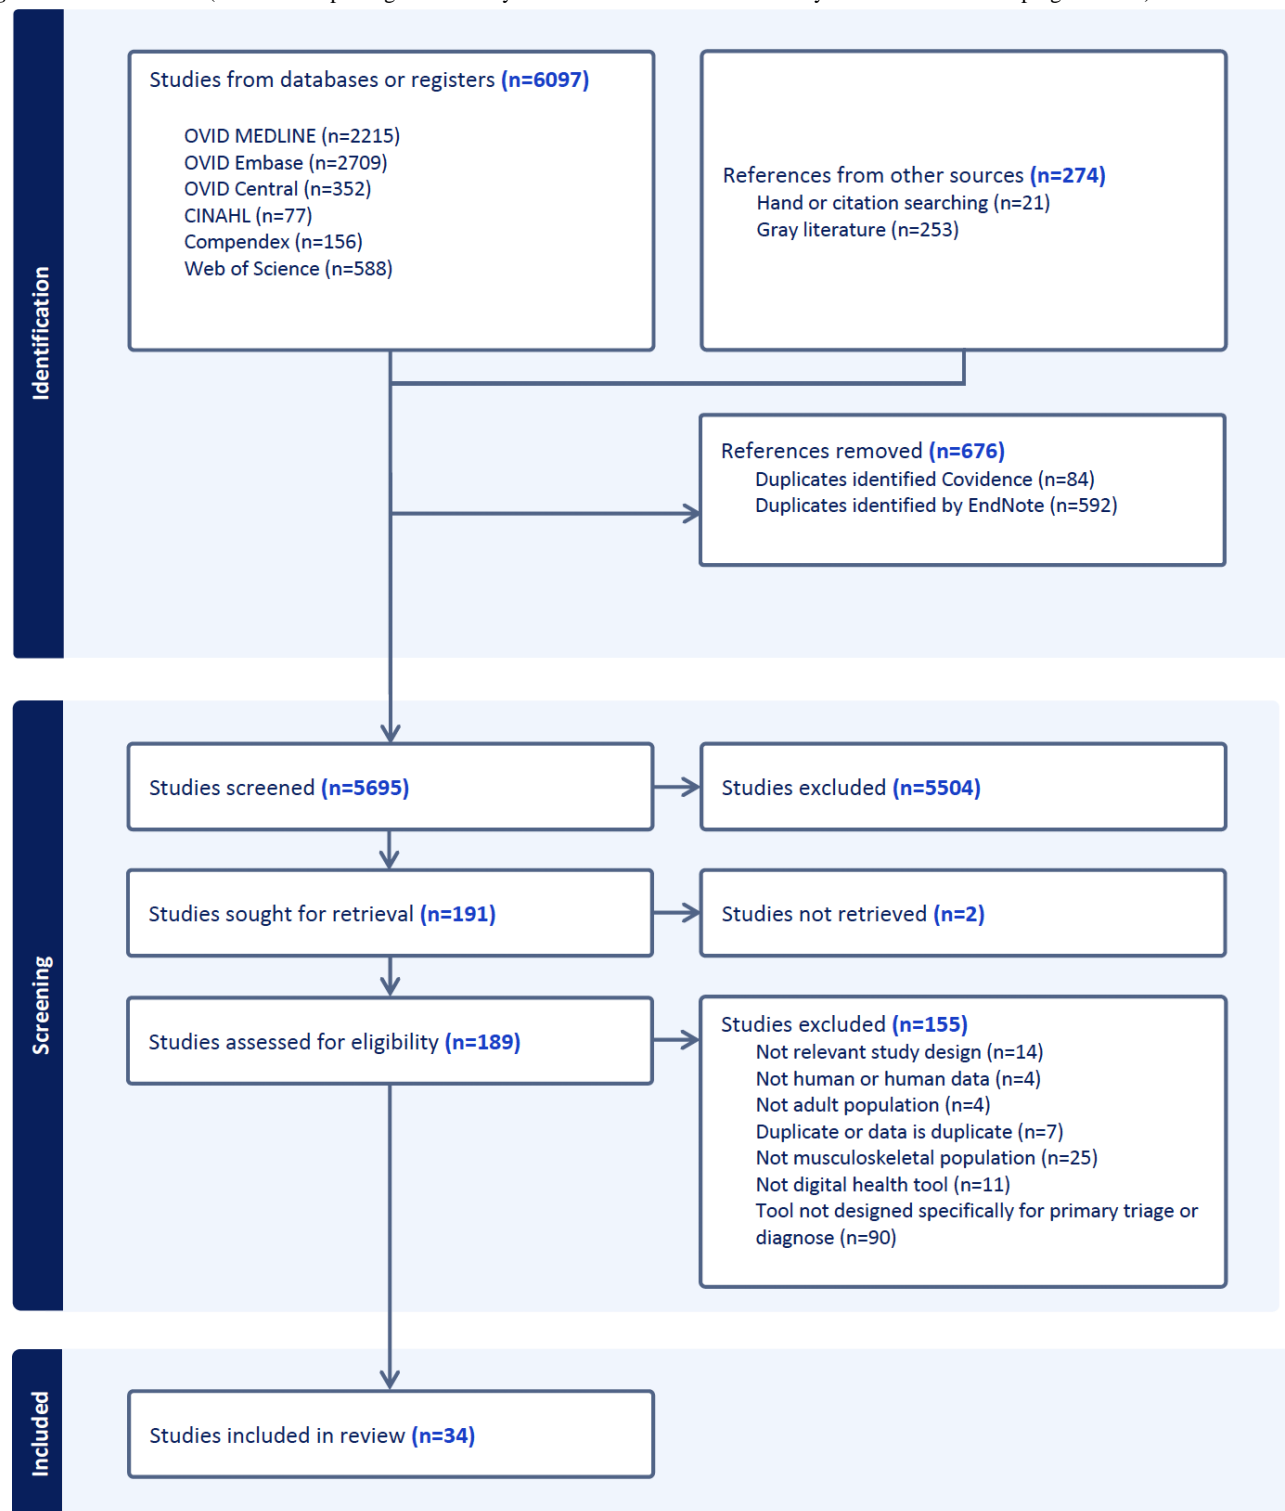 Identification
Studies from databases or registers (n=6097)
OVID MEDLINE (n=2215)
OVID Embase (n=2709)
OVID Central (n=352)
CINAHL (n=77)
Compendex (n=156)
Web of Science (n=588)
References from other sources (n=274)
Hand or citation searching (n=21)
Gray literature (n=253)
References removed (n=676)
Duplicates identified Covidence (n=84)
Duplicates identified by EndNote (n=592)
Screening
Studies screened (n=5695)
Studies excluded (n=5504)
Studies sought for retrieval (n=191)
Studies not retrieved (n=2)
Studies assessed for eligibility (n=189)
Studies excluded (n=155)
Not relevant study design (n=14)
Not human or human data (n=4)
Not adult population (n=4)
Duplicate or data is duplicate (n=7)
Not musculoskeletal population (n=25)
Not digital health tool (n=11)
Tool not designed specifically for primary triage or
diagnose (n=90)
Included
Studies included in review (n=34)